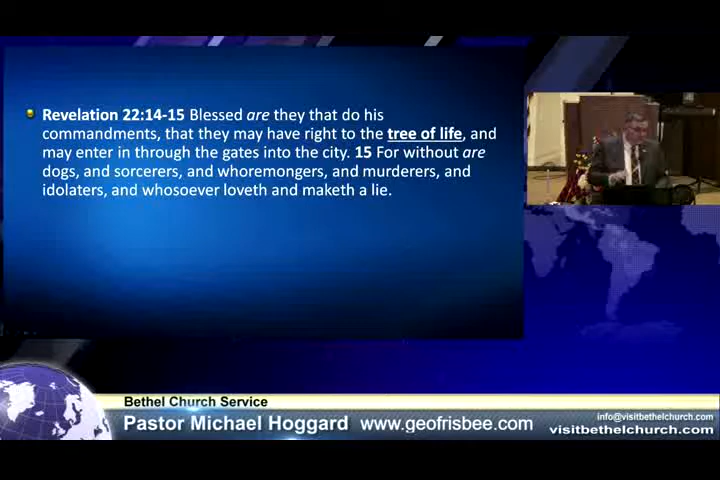 Revelation 22:14-15 Blessed are they that do his
commandments, that they may have right to the tree of life, and
may enter in through the gates into the city. 15 For without are
dogs, and sorcerers, and whoremongers, and murderers, and
idolaters, and whosoever loveth and maketh a lie.
Bethel Church Service
Pastor Michael Hoggard www.geofrisbee.com
info@visitbethelchurch.com
visitbethelchurch.com